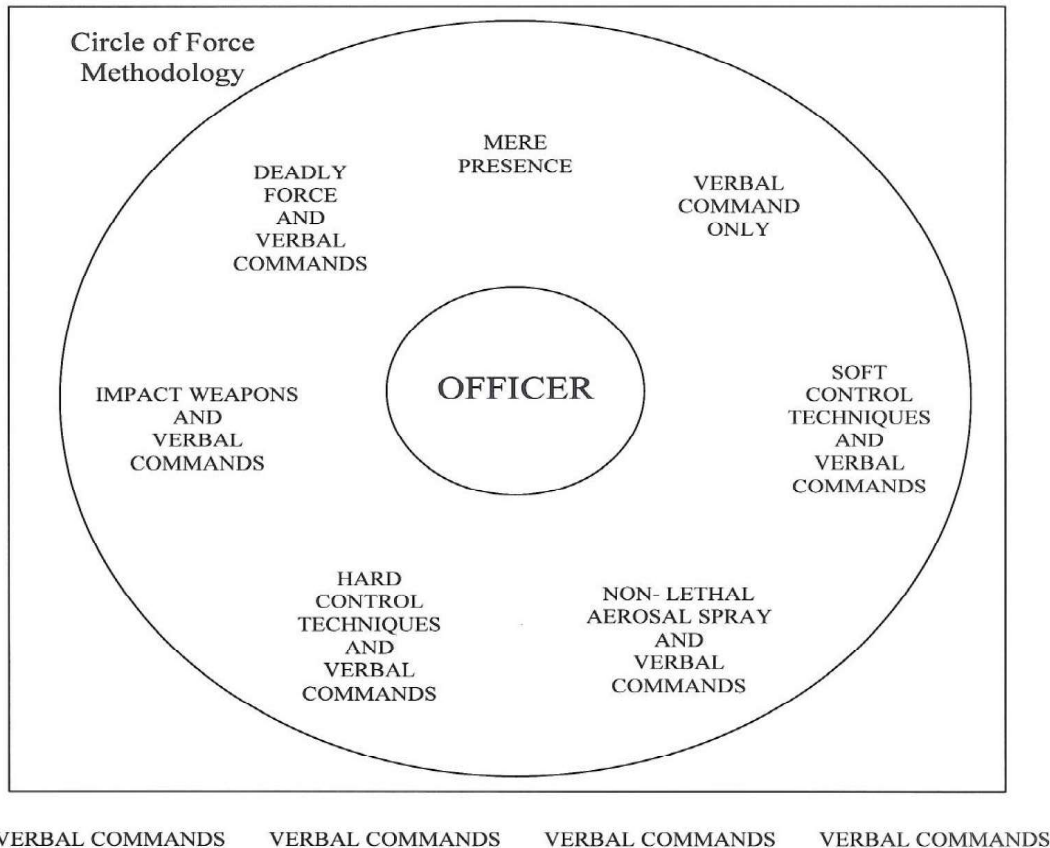 Circle of Force
Methodology
MERE
PRESENCE
VERBAL
COMMAND
ONLY
SOFT
CONTROL
TECHNIQUES
AND
VERBAL
COMMANDS
NON- LETHAL
AEROSAL SPRAY
AND
VERBAL
COMMANDS
HARD
CONTROL
TECHNIQUES
AND
VERBAL
COMMANDS
IMPACT WEAPONS
AND
VERBAL
COMMANDS
DEADLY
FORCE
AND
VERBAL
COMMANDS
OFFICER
VERBAL COMMANDS VERBAL COMMANDS VERBAL COMMANDS VERBAL COMMANDS